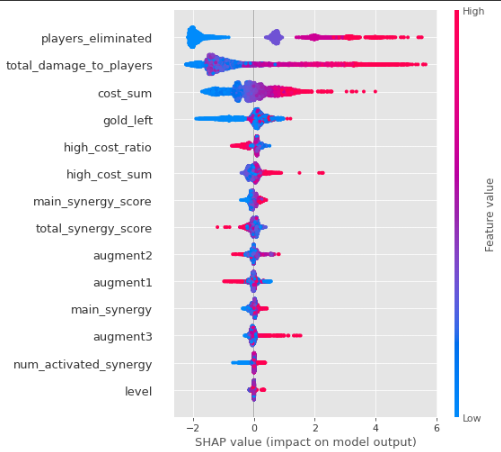 High
players_eliminated
total_damage_to_players
cost_sum
gold_left
high_cost_ratio
high_cost_sum
main_synergy_score
total_synergy_score
augment2
augment1
main_synergy
augment3
num_activated_synergy
level
Feature value
Low
−2 0 2 4 6
SHAP value (impact on model output)